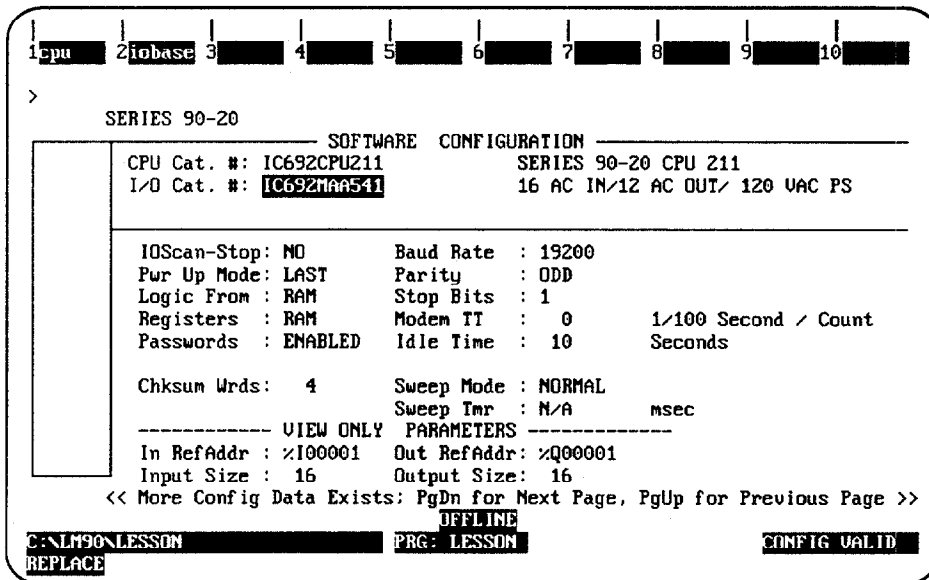 1cpu 2iobase 3 4 5 6 7 8 9 10
>
SERIES 90-20
SOFTWARE CONFIGURATION
CPU Cat. #: IC692CPU211 SERIES 90-20 CPU 211
I/O Cat. #: IC692MAA541 16 AC IN/12 AC OUT/ 120 VAC PS
IOScan-Stop: NO Baud Rate : 19200
Pwr Up Mode: LAST Parity : ODD
Logic From : RAM Stop Bits : 1
Registers : RAM Modem TT : 0 1/100 Second / Count
Passwords : ENABLED Idle Time : 10 Seconds
Chksum Wrds: 4 Sweep Mode : NORMAL
Sweep Tmr : N/A msec
------------ VIEW ONLY PARAMETERS -------------
In RefAddr : %I00001 Out RefAddr: %Q00001
Input Size : 16 Output Size: 16
<< More Config Data Exists; PgDn for Next Page, PgUp for Previous Page >>
OFFLINE
C:\LM90\LESSON PRG: LESSON CONFIG VALID
REPLACE